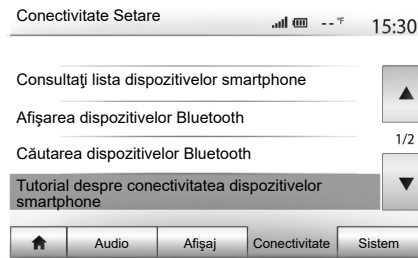 Conectivitate Setare
-- °F 15:30
Consultaţi lista dispozitivelor smartphone
Afişarea dispozitivelor Bluetooth
1/2
Căutarea dispozitivelor Bluetooth
Tutorial despre conectivitatea dispozitivelor
smartphone
Audio Afişaj Conectivitate Sistem